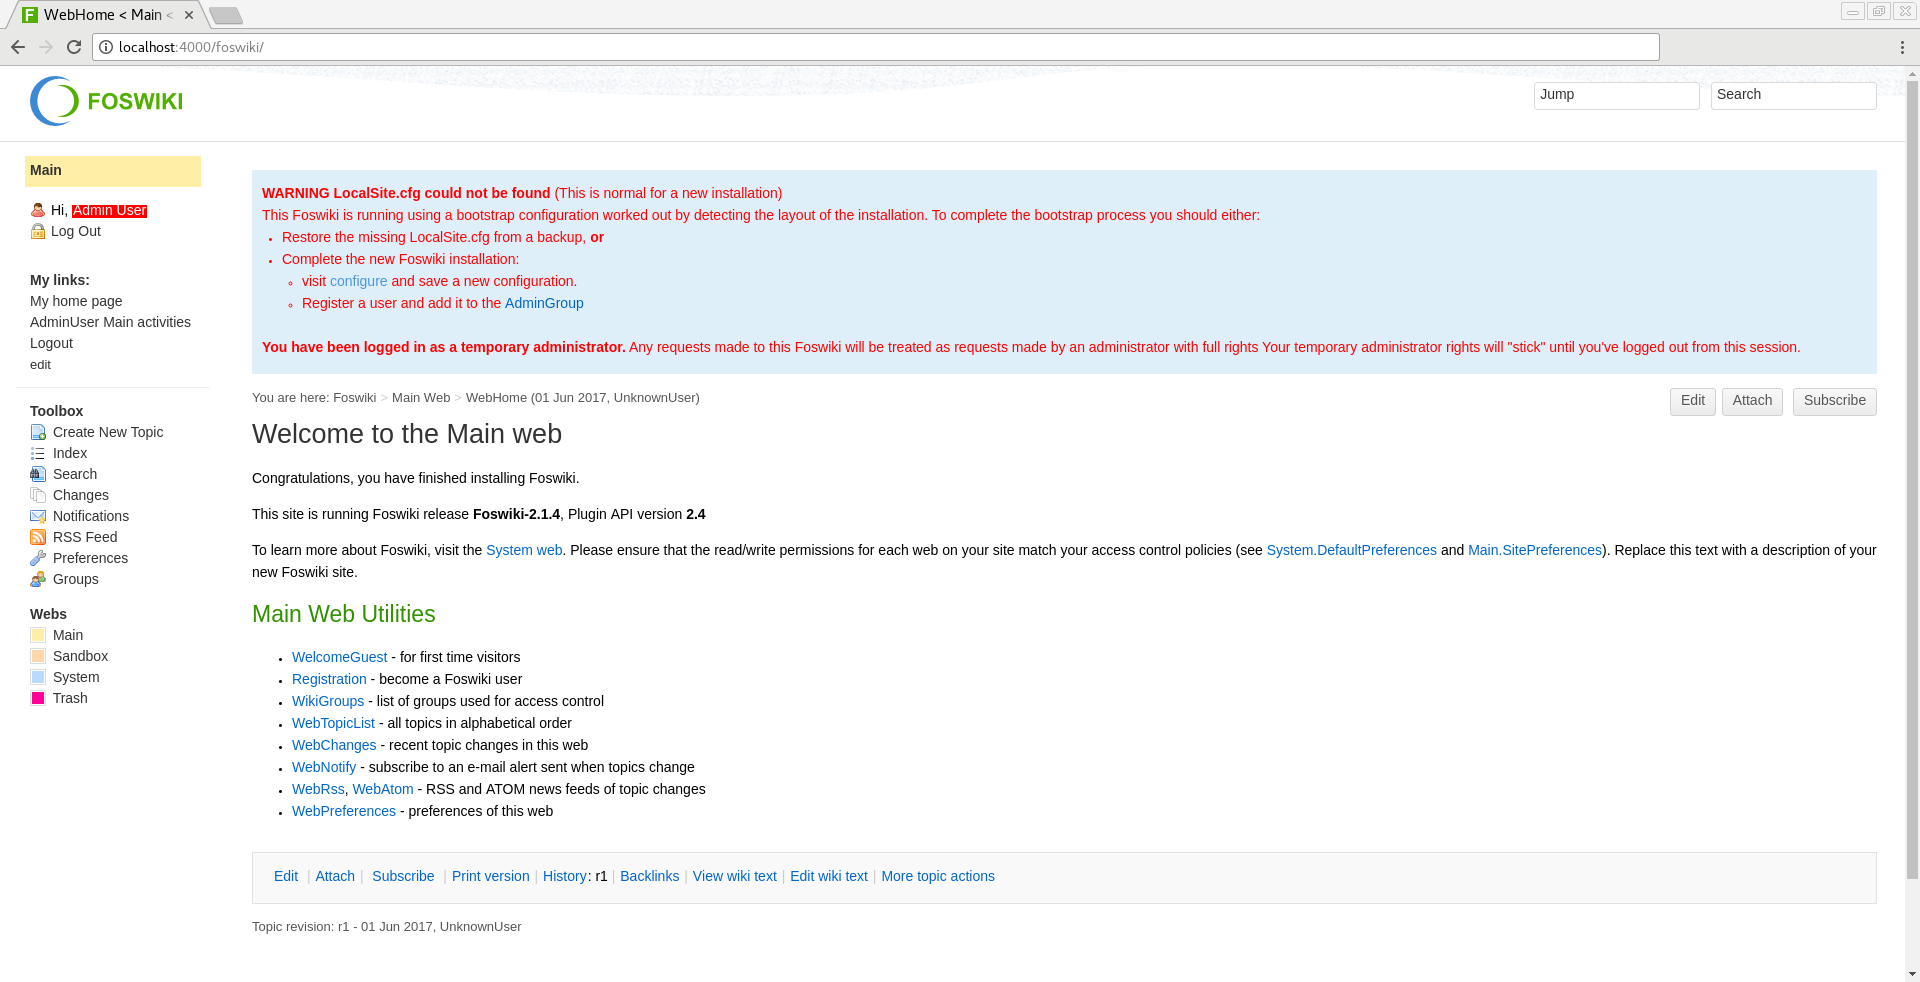 WebHome < Main <
localhost:4000/foswiki/
FOSWIKI
Jump
Search
Main
Hi, Admin User
Log Out
My links:
My home page
AdminUser Main activities
Logout
edit
Toolbox
Create New Topic
Index
Search
Changes
Notifications
RSS Feed
Preferences
Groups
Webs
Main
Sandbox
System
Trash
WARNING LocalSite.cfg could not be found (This is normal for a new installation)
This Foswiki is running using a bootstrap configuration worked out by detecting the layout of the installation. To complete the bootstrap process you should either:
Restore the missing LocalSite.cfg from a backup, or
Complete the new Foswiki installation:
visit configure and save a new configuration.
Register a user and add it to the AdminGroup
You have been logged in as a temporary administrator. Any requests made to this Foswiki will be treated as requests made by an administrator with full rights Your temporary administrator rights will "stick" until you've logged out from this session.
You are here: Foswiki > Main Web > WebHome (01 Jun 2017, UnknownUser)
Edit
Attach
Subscribe
Welcome to the Main web
Congratulations, you have finished installing Foswiki.
This site is running Foswiki release Foswiki-2.1.4, Plugin API version 2.4
To learn more about Foswiki, visit the System web. Please ensure that the read/write permissions for each web on your site match your access control policies (see System.DefaultPreferences and Main.SitePreferences). Replace this text with a description of your
new Foswiki site.
Main Web Utilities
WelcomeGuest - for first time visitors
Registration - become a Foswiki user
WikiGroups - list of groups used for access control
WebTopicList - all topics in alphabetical order
WebChanges - recent topic changes in this web
WebNotify - subscribe to an e-mail alert sent when topics change
WebRss, WebAtom - RSS and ATOM news feeds of topic changes
WebPreferences - preferences of this web
Edit | Attach | Subscribe | Print version | History: r1 | Backlinks | View wiki text | Edit wiki text | More topic actions
Topic revision: r1 - 01 Jun 2017, UnknownUser